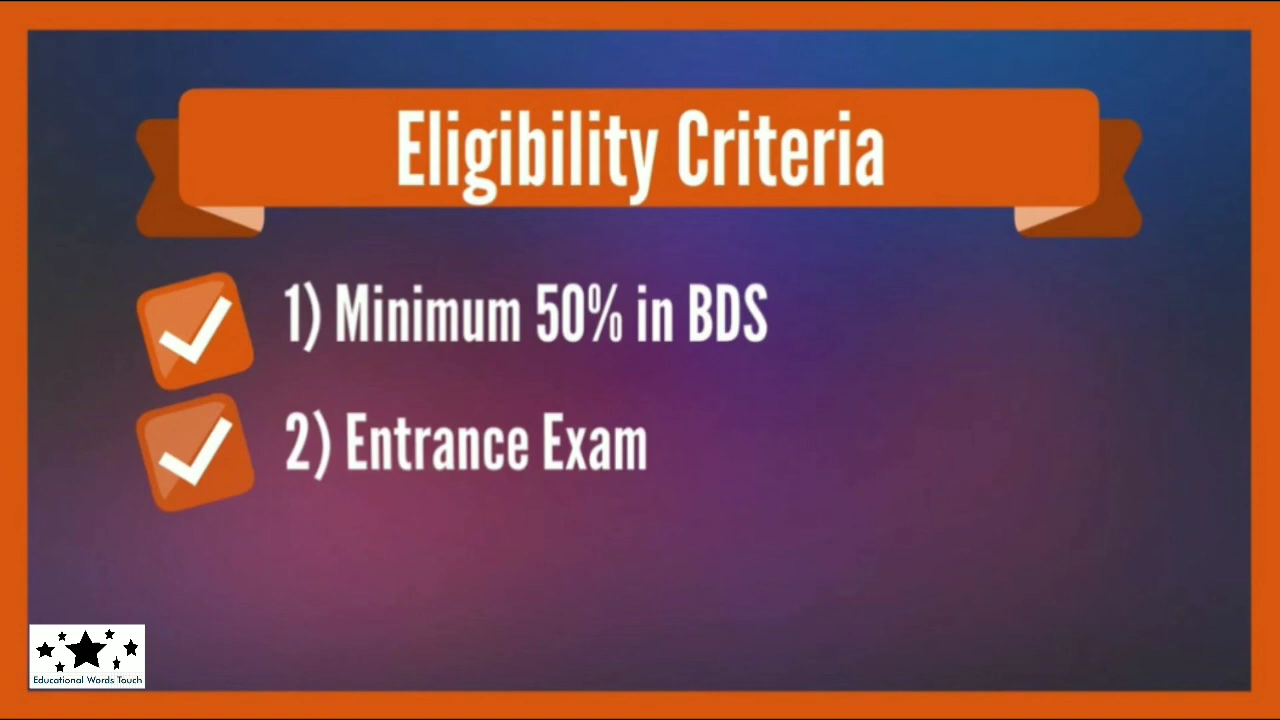 Eligibility Criteria
1) Minimum 50% in BDS
2) Entrance Exam
Educational Words Touch